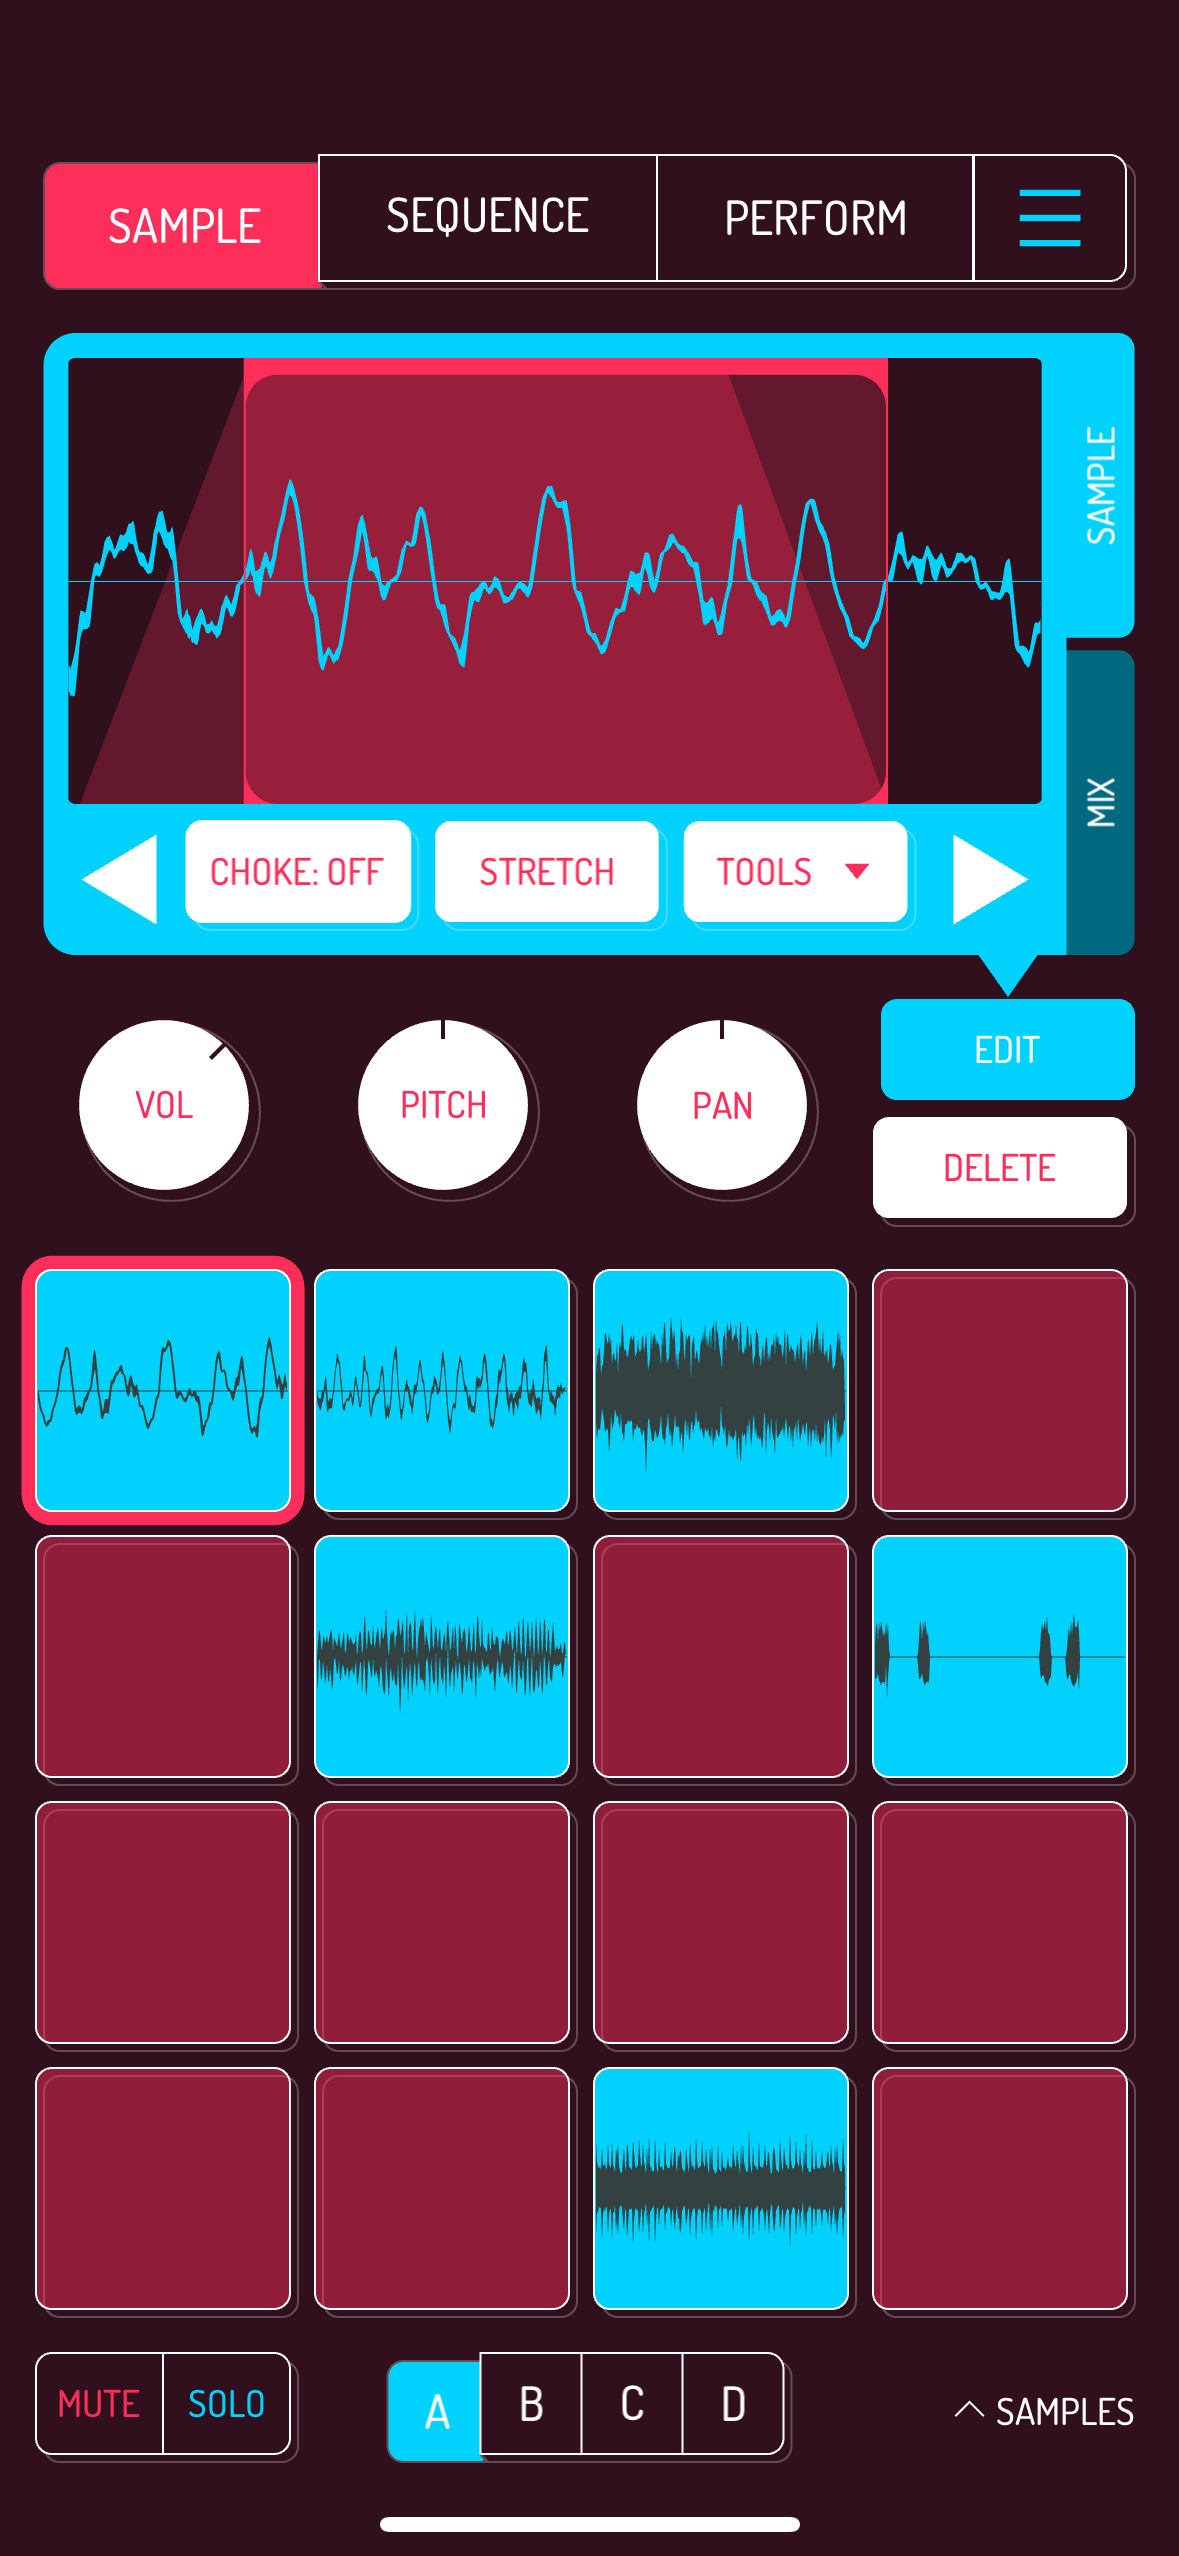 SAMPLE
SEQUENCE
PERFORM
SAMPLE
MIX
CHOKE: OFF
STRETCH
TOOLS
EDIT
VOL
PITCH
PAN
DELETE
MUTE
SOLO
A
B
C
D
SAMPLES